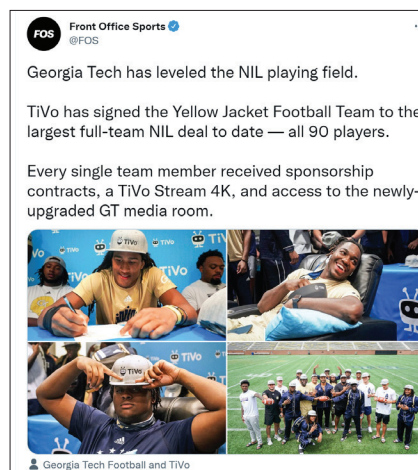 FOS
Front Office Sports
@FOS
Georgia Tech has leveled the NIL playing field.
TiVo has signed the Yellow Jacket Football Team to the
largest full-team NIL deal to date — all 90 players.
Every single team member received sponsorship
contracts, a TiVo Stream 4K, and access to the newly-
upgraded GT media room.
TiVo
TiVo
TiVo
TiVo
TiVo
TiVo
Georgia Tech Football and TiVo